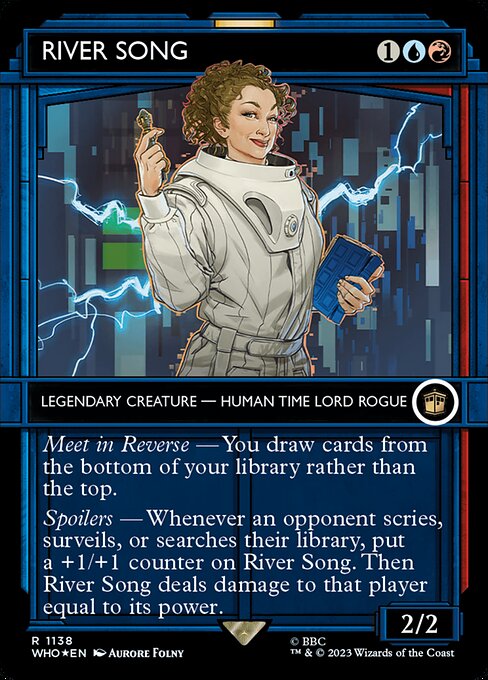 RIVER SONG 1
LEGENDARY CREATURE — HUMAN TIME LORD ROGUE
Meet in Reverse — You draw cards from
the bottom of your library rather than
the top.
Spoilers — Whenever an opponent scries,
surveils, or searches their library, put
a +1/+1 counter on River Song. Then
River Song deals damage to that player
equal to its power.
2/2
R 1138
WHO★EN AURORE FOLNY
© BBC
™ & © 2023 Wizards of the Coast